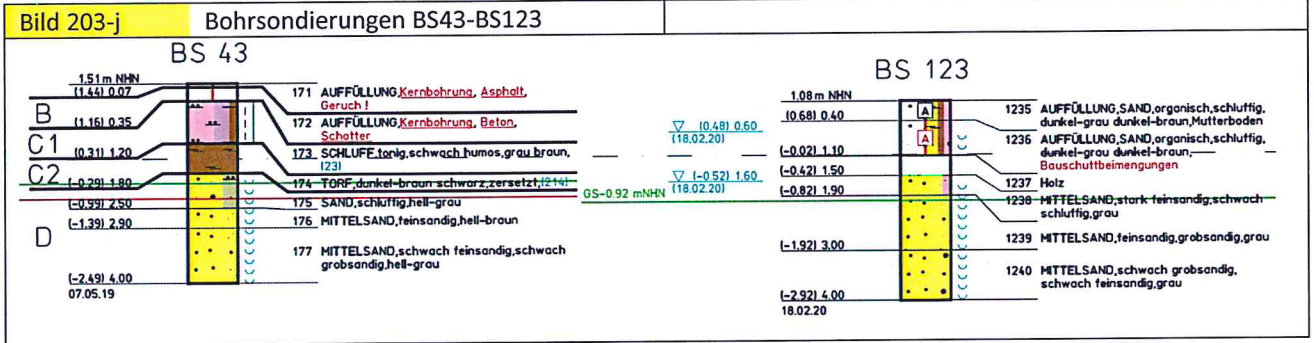 Bild 203-j
Bohrsondierungen BS43-BS123
BS 43
1.51 m NHN
(1.44) 0.07
B
(1.16) 0.35
C1
(0.31) 1.20
C2
(-0.29) 1.80
(-0.99) 2.50
(-1.39) 2.90
D
(-2.49) 4.00
07.05.19
171 AUFFÜLLUNG,Kernbohrung, Asphalt,
Geruch !
172 AUFFÜLLUNG,Kernbohrung, Beton,
Schotter
173 SCHLUFF,tonig,schwach humos,grau braun,
(23)
174 TORF,dunkel-braun schwarz,zersetzt,(214)
175 SAND,schluffig,hell-grau
176 MITTELSAND,feinsandig,hell-braun
177 MITTELSAND,schwach feinsandig,schwach
grobsandig,hell-grau
GS-0.92 mNHN
(0.48) 0.60
(18.02.20)
(-0.52) 1.60
(18.02.20)
BS 123
1.08 m NHN
(0.68) 0.40
(-0.02) 1.10
(-0.42) 1.50
(-0.82) 1.90
(-1.92) 3.00
(-2.92) 4.00
18.02.20
A
A
1235 AUFFÜLLUNG,SAND,organisch,schluffig,
dunkel-grau dunkel-braun,Mutterboden
1236 AUFFÜLLUNG,SAND,organisch,schluffig,
dunkel-grau dunkel-braun,
Bauschuttbeimengungen
1237 Holz
1238 MITTELSAND,stark feinsandig,schwach
schluffig,grau
1239 MITTELSAND,feinsandig,grobsandig,grau
1240 MITTELSAND,schwach grobsandig,
schwach feinsandig,grau